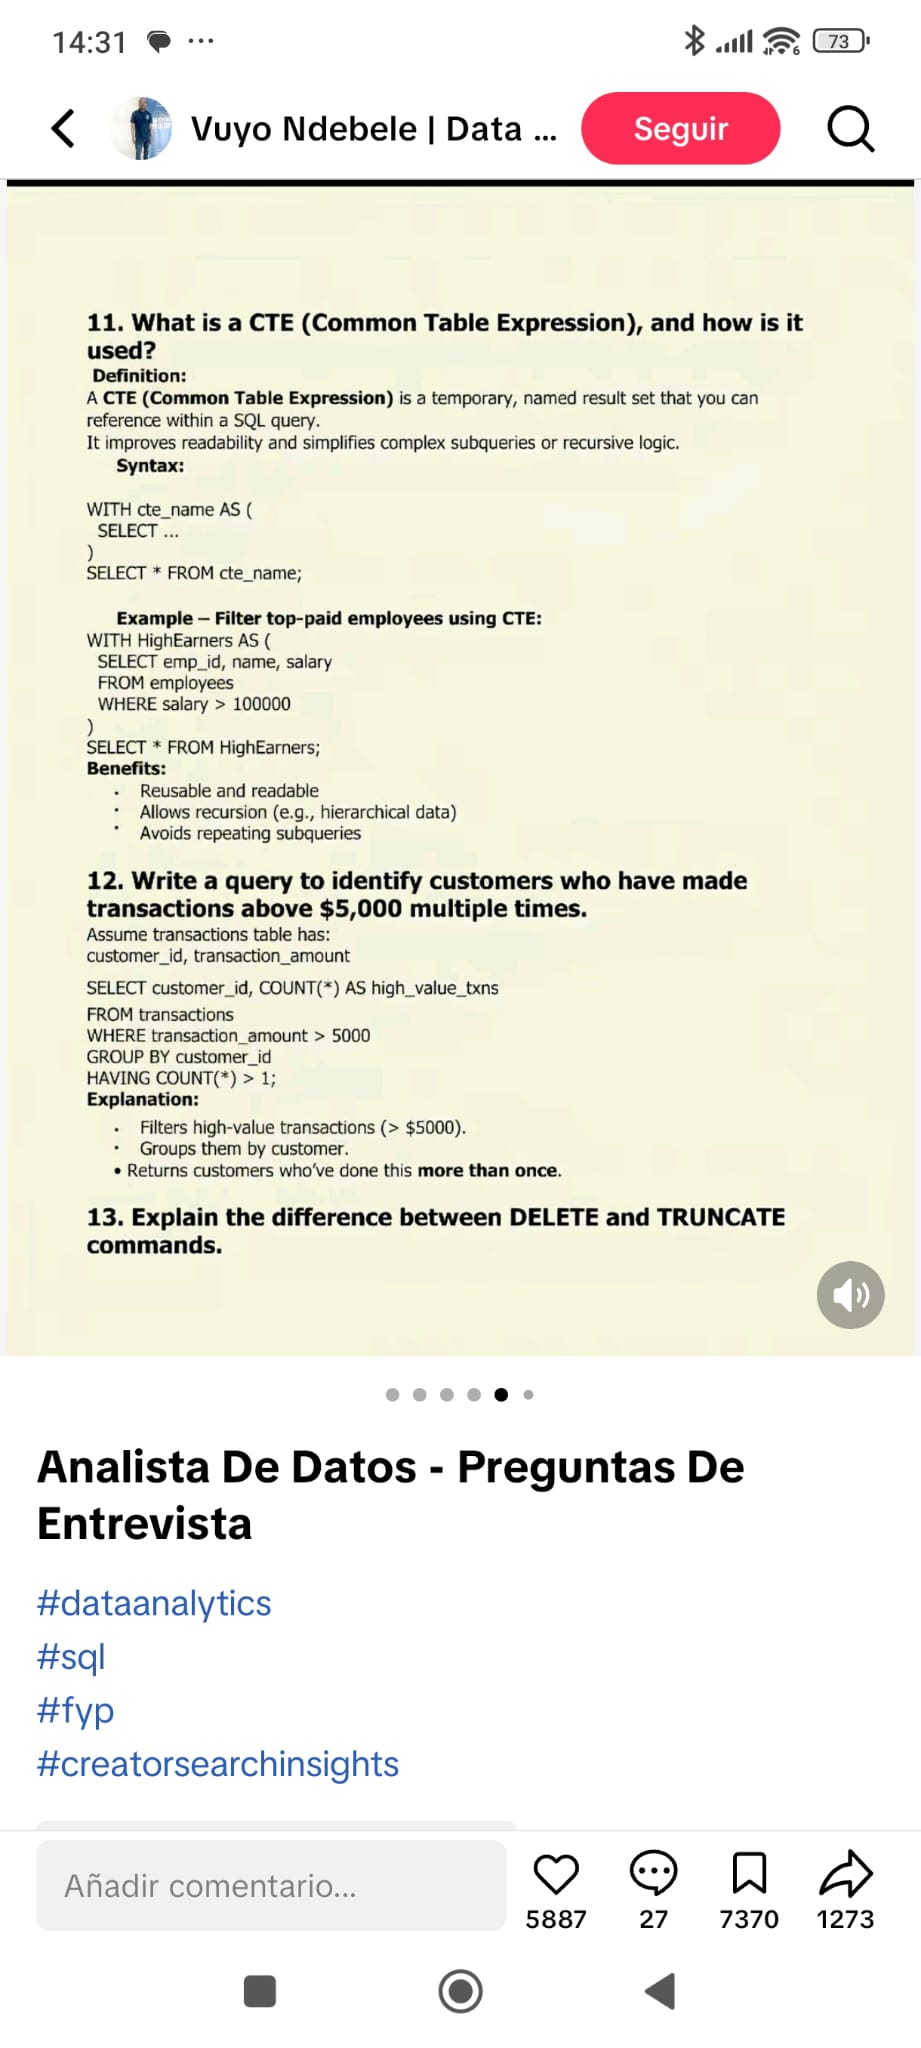 14:31
73
Vuyo Ndebele | Data ...
Seguir
11. What is a CTE (Common Table Expression), and how is it
used?
Definition:
A CTE (Common Table Expression) is a temporary, named result set that you can
reference within a SQL query.
It improves readability and simplifies complex subqueries or recursive logic.
Syntax:
WITH cte_name AS (
SELECT ...
)
SELECT * FROM cte_name;
Example – Filter top-paid employees using CTE:
WITH HighEarners AS (
SELECT emp_id, name, salary
FROM employees
WHERE salary > 100000
)
SELECT * FROM HighEarners;
Benefits:
· Reusable and readable
· Allows recursion (e.g., hierarchical data)
· Avoids repeating subqueries
12. Write a query to identify customers who have made
transactions above $5,000 multiple times.
Assume transactions table has:
customer_id, transaction_amount
SELECT customer_id, COUNT(*) AS high_value_txns
FROM transactions
WHERE transaction_amount > 5000
GROUP BY customer_id
HAVING COUNT(*) > 1;
Explanation:
· Filters high-value transactions (> $5000).
· Groups them by customer.
• Returns customers who've done this more than once.
13. Explain the difference between DELETE and TRUNCATE
commands.
Analista De Datos - Preguntas De
Entrevista
#dataanalytics
#sql
#fyp
#creatorsearchinsights
Añadir comentario...
5887
27
7370
1273